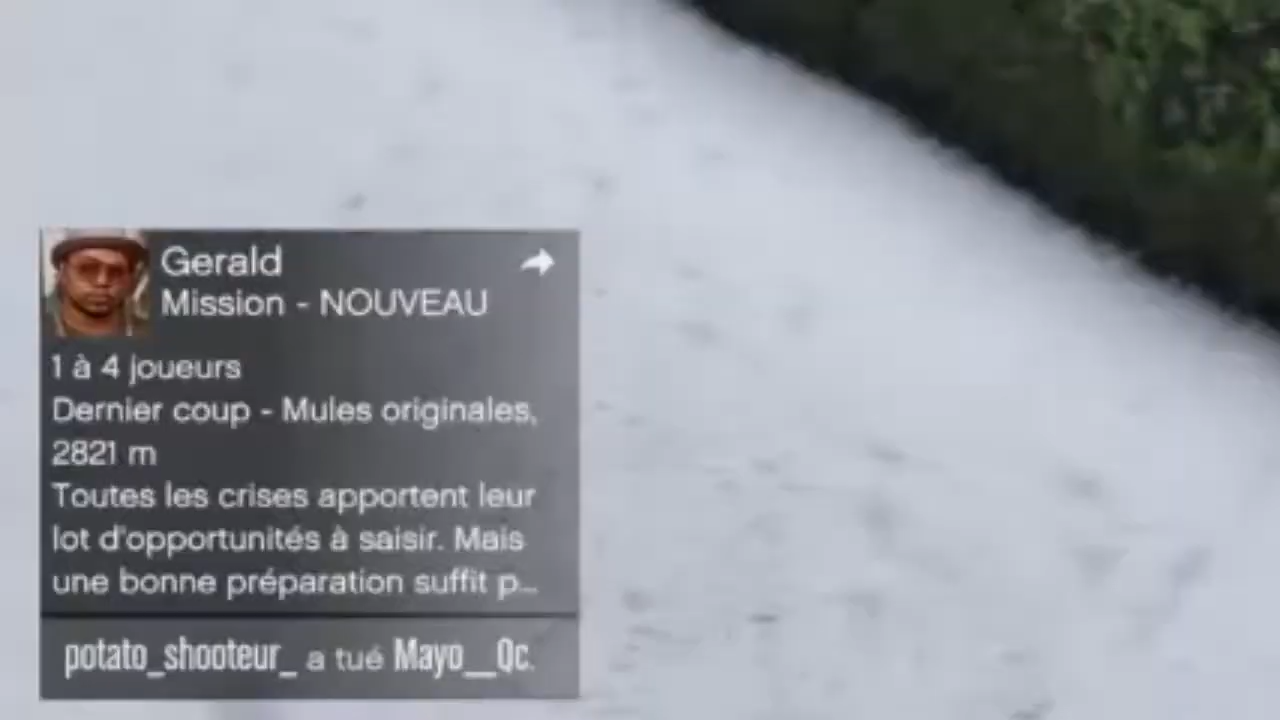 Gerald
Mission - NOUVEAU
1 à 4 joueurs
Dernier coup - Mules originales,
2821 m
Toutes les crises apportent leur
lot d'opportunités à saisir. Mais
une bonne préparation suffit p...
potato_shooteur_ a tué Mayo__Qc.